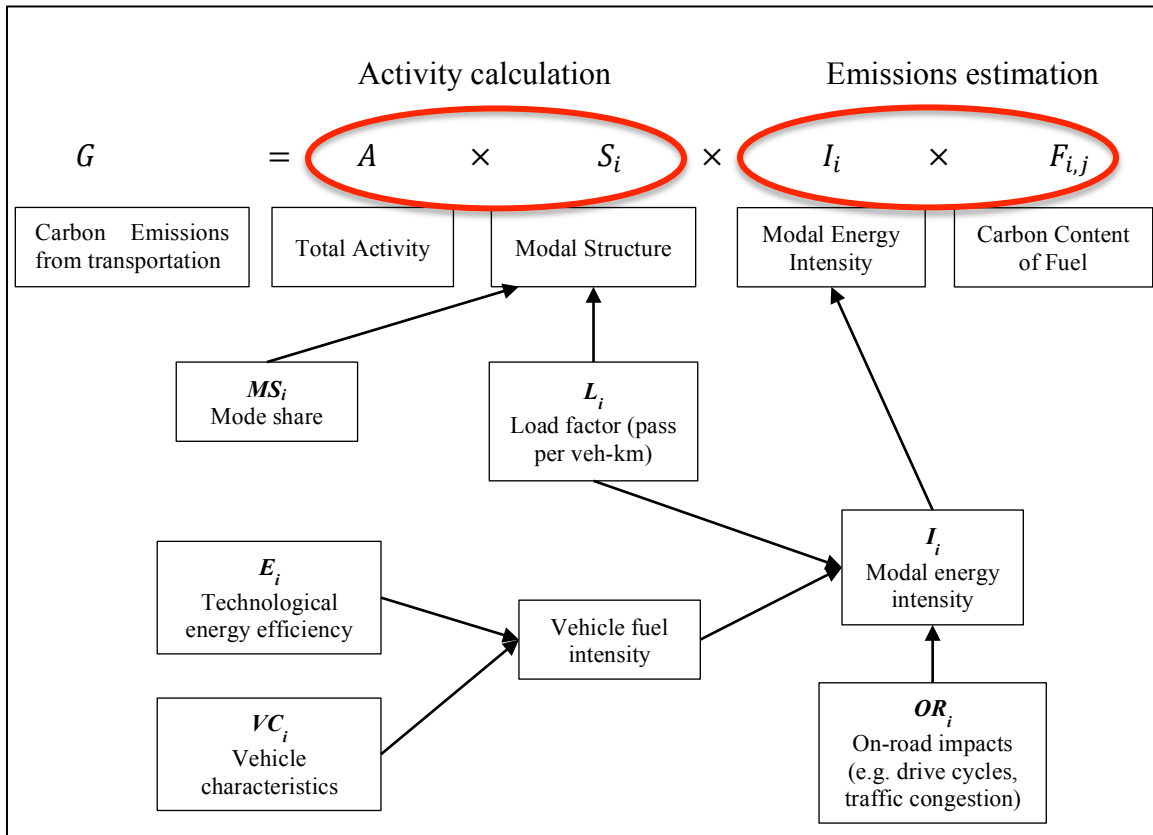 Activity calculation
Emissions estimation
G = A × S_i × I_i × F_{i,j}
Carbon Emissions
from transportation
Total Activity
Modal Structure
Modal Energy
Intensity
Carbon Content
of Fuel
MS_i
Mode share
L_i
Load factor (pass
per veh-km)
E_i
Technological
energy efficiency
Vehicle fuel
intensity
I_i
Modal energy
intensity
VC_i
Vehicle
characteristics
OR_i
On-road impacts
(e.g. drive cycles,
traffic congestion)